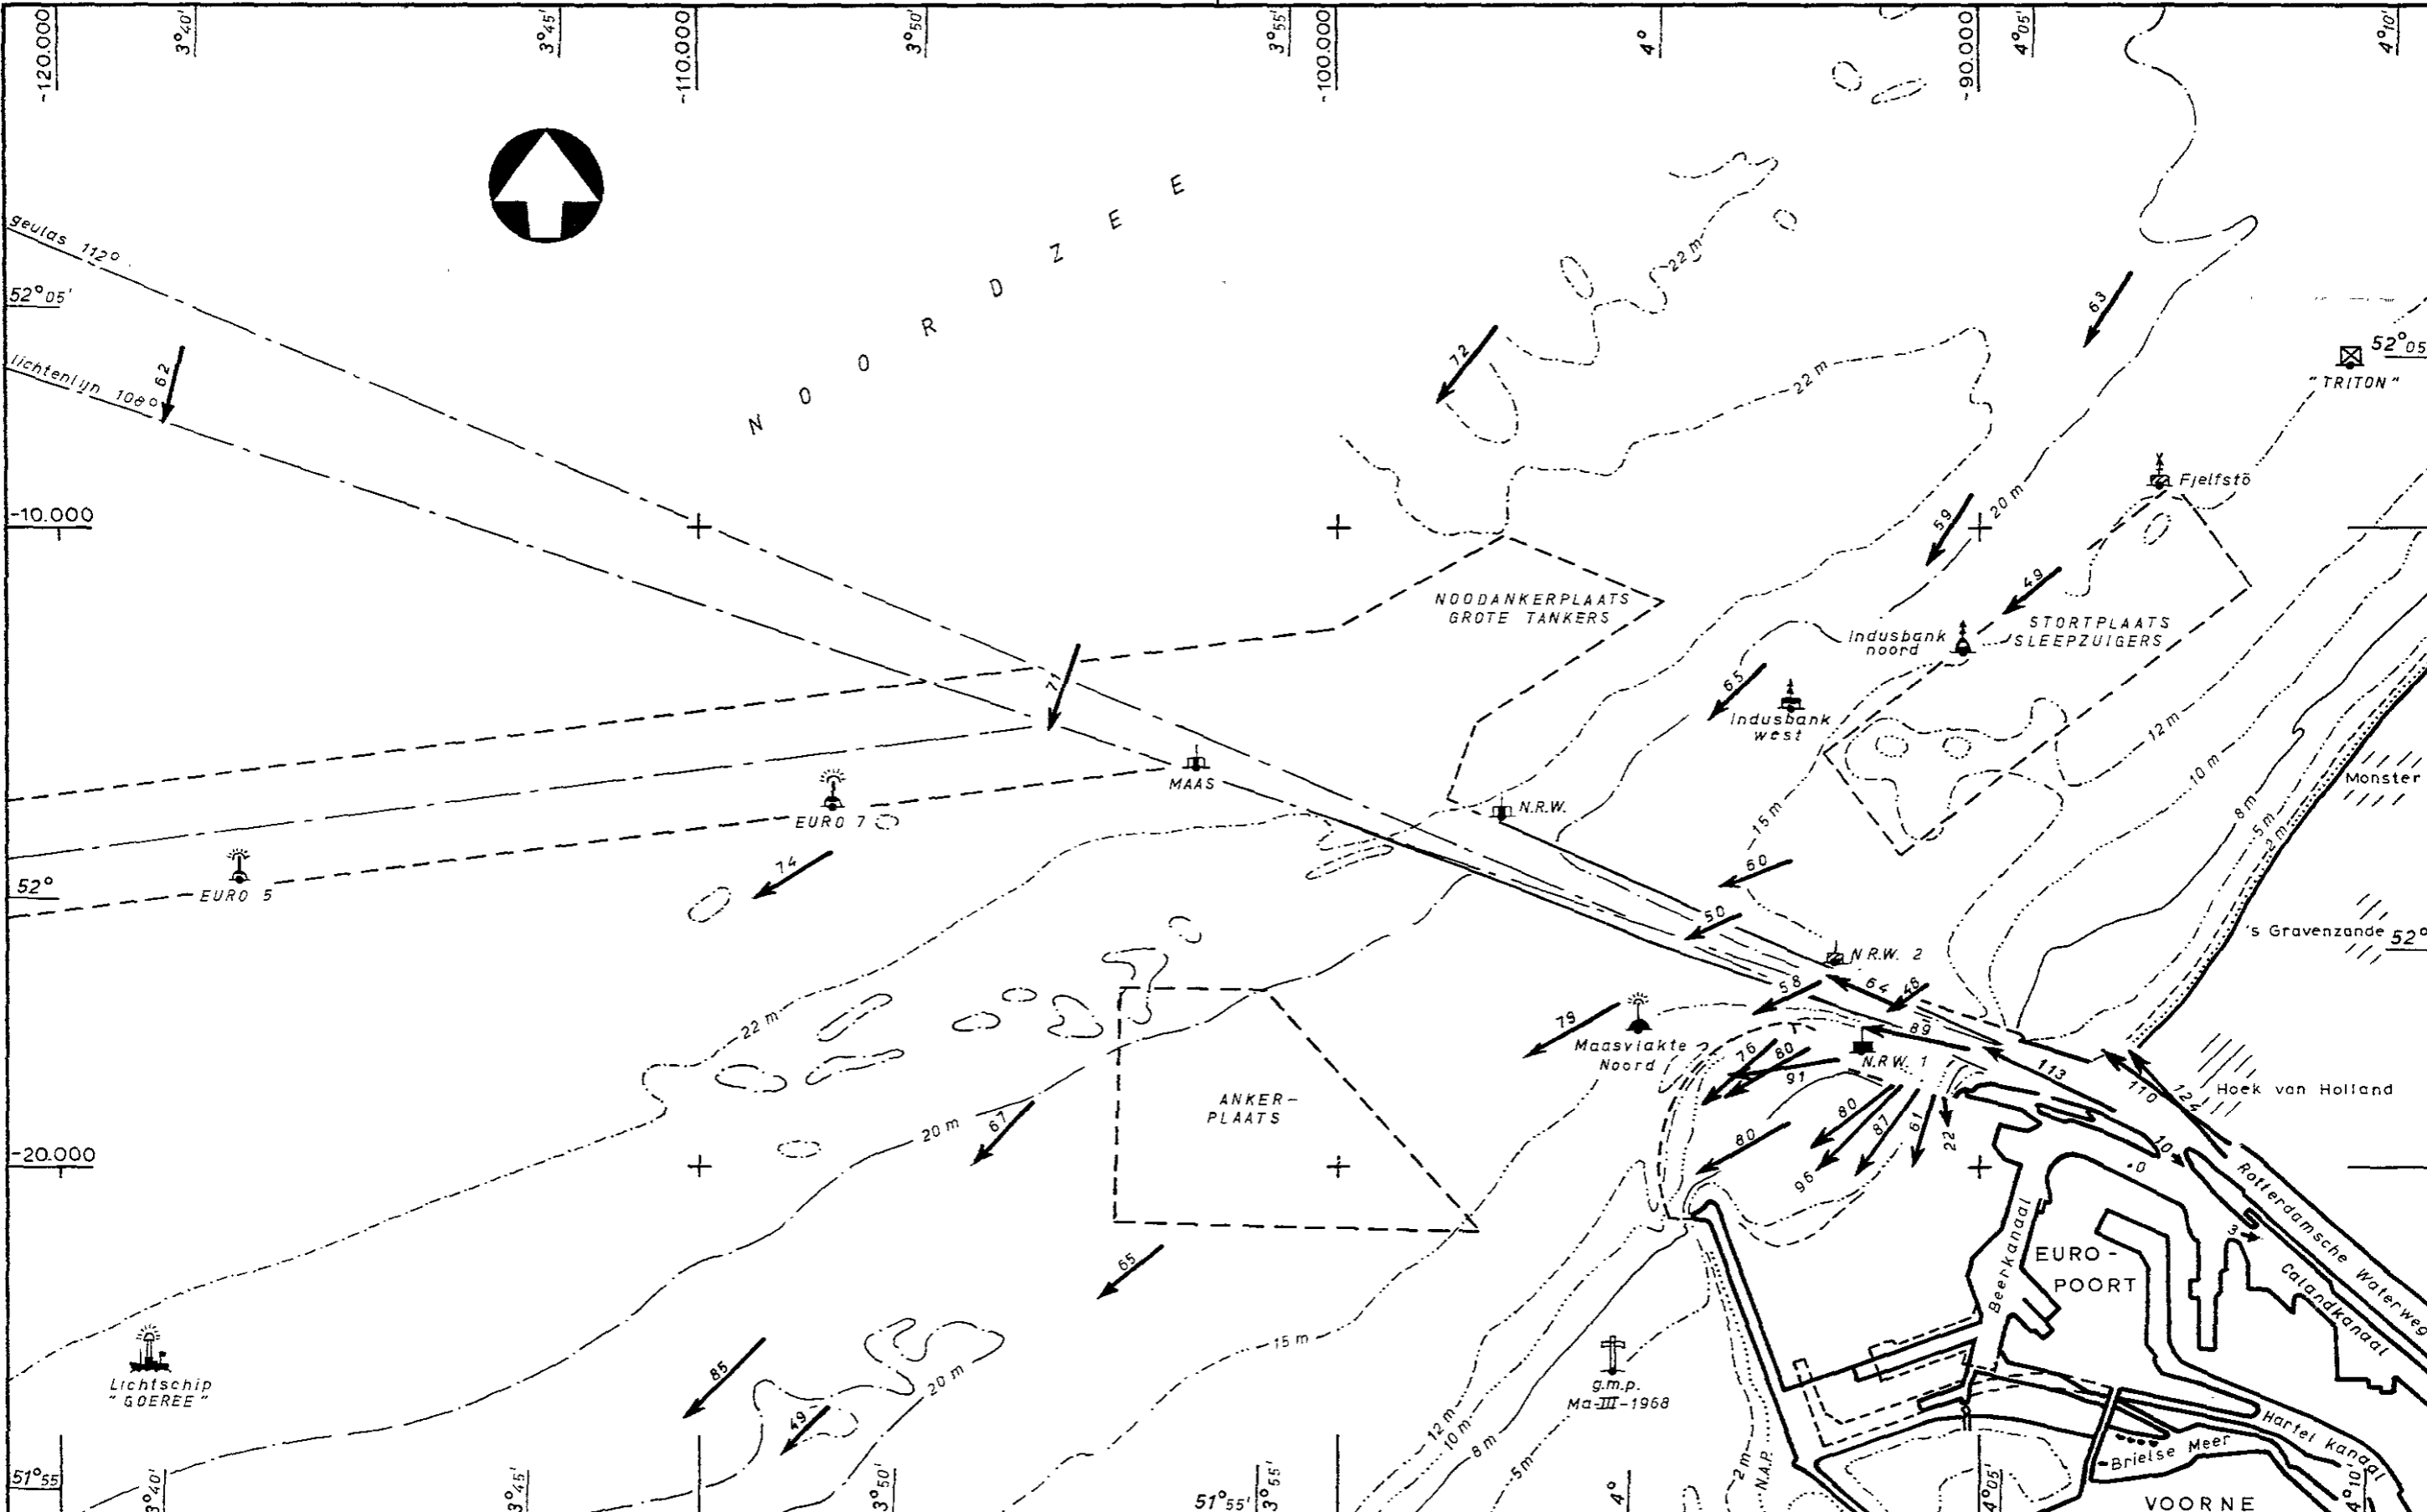 -120.000
3°40'
3°45'
-110.000
3°50'
3°55'
-100.000
4°
-90.000
4°05'
4°10'
geulas 112°
52°05'
lichtenlijn 108°
62
NOORDZEE
22 m
72
63
22 m
52°05
"TRITON"
Fjelfstö
-10.000
20 m
59
49
NOODANKERPLAATS
GROTE TANKERS
STORTPLAATS
SLEEPZUIGERS
Indusbank
noord
65
Indusbank
west
71
MAAS
12 m
10 m
Monster
EURO 7
N.R.W.
15 m
8 m
5 m
2 m
74
60
EURO 5
52°
50
's Gravenzande
52°
N.R.W. 2
58
64
46
22 m
79
Maasvlakte
Noord
89
N.R.W. 1
76
80
91
113
110
124
Hoek van Holland
67
20 m
ANKER-
PLAATS
80
87
61
22
80
96
10
0
-20.000
Rotterdamsche Waterweg
3
Calandkanaal
Beerkanaal
EURO-
POORT
65
15 m
85
20 m
49
Lichtschip
"GOEREE"
g.m.p.
Ma-III-1968
12 m
10 m
8 m
5 m
2 m
N.A.P.
Hartel Kanaal
Brielse Meer
VOORNE
51°55
3°40'
3°45'
3°50'
51°55'
3°55'
4°
4°05'
4°10'